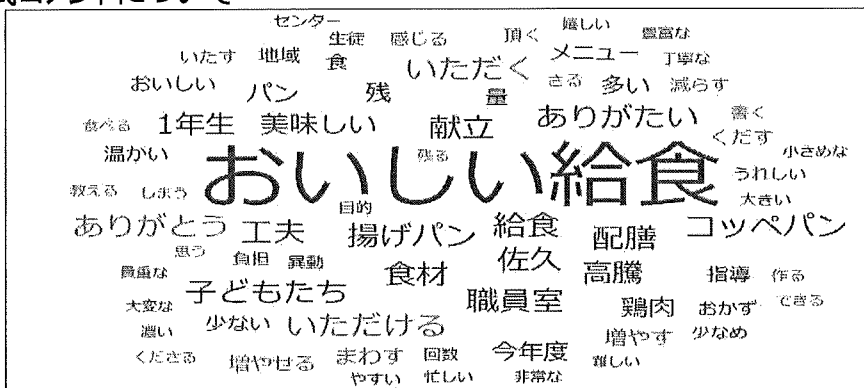 センター 生徒 感じる 頂く 嬉しい 豊富な
いたす 地域 食 いただく メニュー 丁寧な
おいしい パン 残 量 さる 多い 減らす
食べる 1年生 美味しい 献立 ありがたい 書く
くだす
温かい おいしい給食 残る 小さめな
うれしい
教える しまう 目的 大きい
ありがとう 工夫 揚げパン 給食 配膳 コッペパン
思う 負担 異動 食材 佐久 高騰 指導 作る
貴重な 子どもたち 職員室 鶏肉 おかず できる
大変な
濃い 少ない いただける 増やす 少なめ
くださる 増やせる まわす 回数 今年度 難しい
やすい 忙しい 非常な